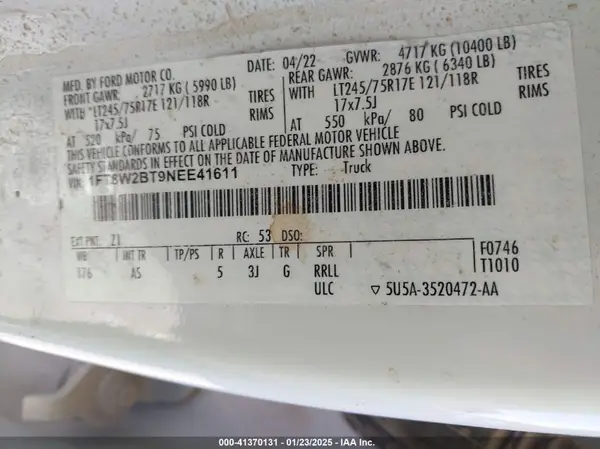 MFD. BY FORD MOTOR CO.
DATE: 04/22 GVWR: 4717 KG (10400 LB)
FRONT GAWR: 2717 KG (5990 LB)
REAR GAWR: 2876 KG (6340 LB)
WITH LT245/75R17E 121/118R TIRES
WITH LT245/75R17E 121/118R TIRES
17x7.5J RIMS
17x7.5J RIMS
AT 520 kPa/ 75 PSI COLD
AT 550 kPa/ 80 PSI COLD
THIS VEHICLE CONFORMS TO ALL APPLICABLE FEDERAL MOTOR VEHICLE
SAFETY STANDARDS IN EFFECT ON THE DATE OF MANUFACTURE SHOWN ABOVE.
VIN: 1FT8W2BT9NEE41611 TYPE: Truck
EXT PNT: Z1 RC: 53 DSO:
WB INT TR TP/PS R AXLE TR SPR
176 AS 5 3J G RRLL
ULC
F0746
T1010
▽ 5U5A-3520472-AA
00-41370131 - 01/23/2025 - IAA Inc.